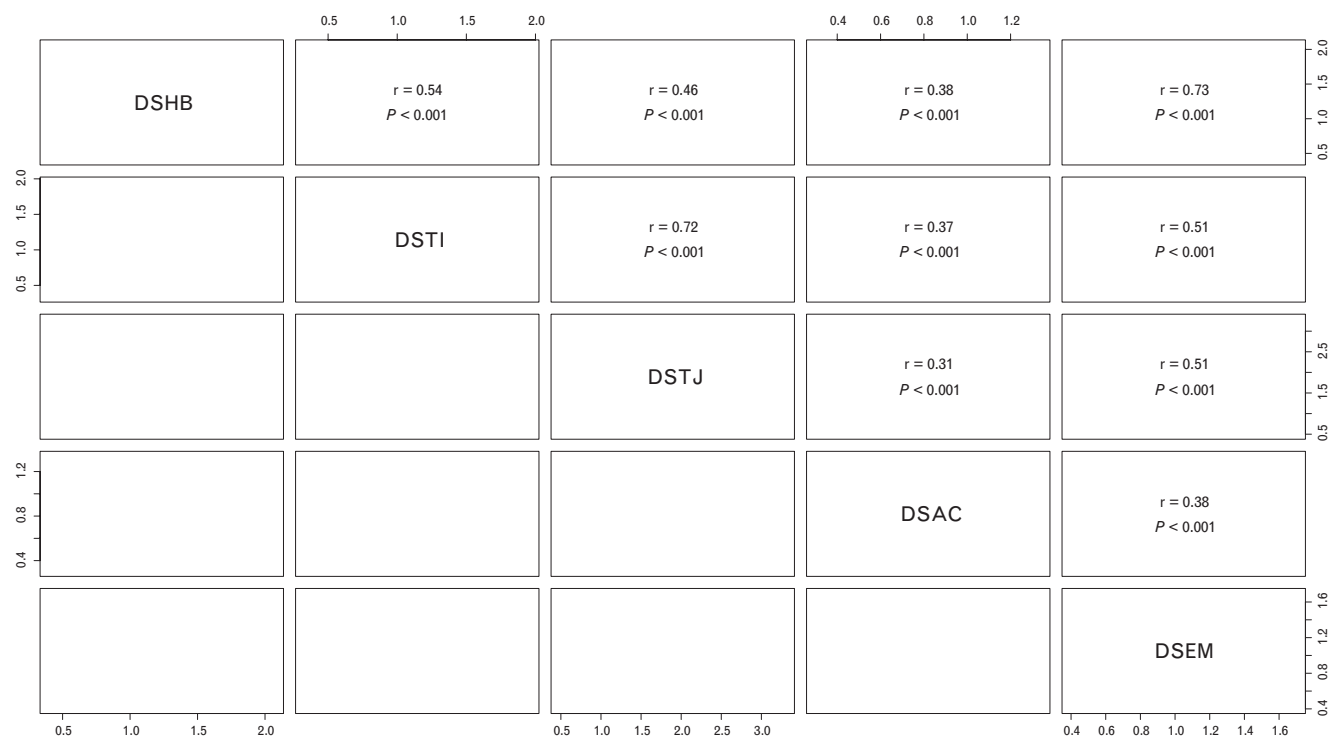 0.5 1.0 1.5 2.0
0.4 0.6 0.8 1.0 1.2
DSHB
r = 0.54
P < 0.001
r = 0.46
P < 0.001
r = 0.38
P < 0.001
r = 0.73
P < 0.001
0.5 1.0 1.5 2.0
0.5 1.0 1.5 2.0
DSTI
r = 0.72
P < 0.001
r = 0.37
P < 0.001
r = 0.51
P < 0.001
DSTJ
r = 0.31
P < 0.001
r = 0.51
P < 0.001
0.5 1.5 2.5
0.4 0.8 1.2
DSAC
r = 0.38
P < 0.001
DSEM
0.4 0.8 1.2 1.6
0.5 1.0 1.5 2.0
0.5 1.0 1.5 2.0 2.5 3.0
0.4 0.6 0.8 1.0 1.2 1.4 1.6